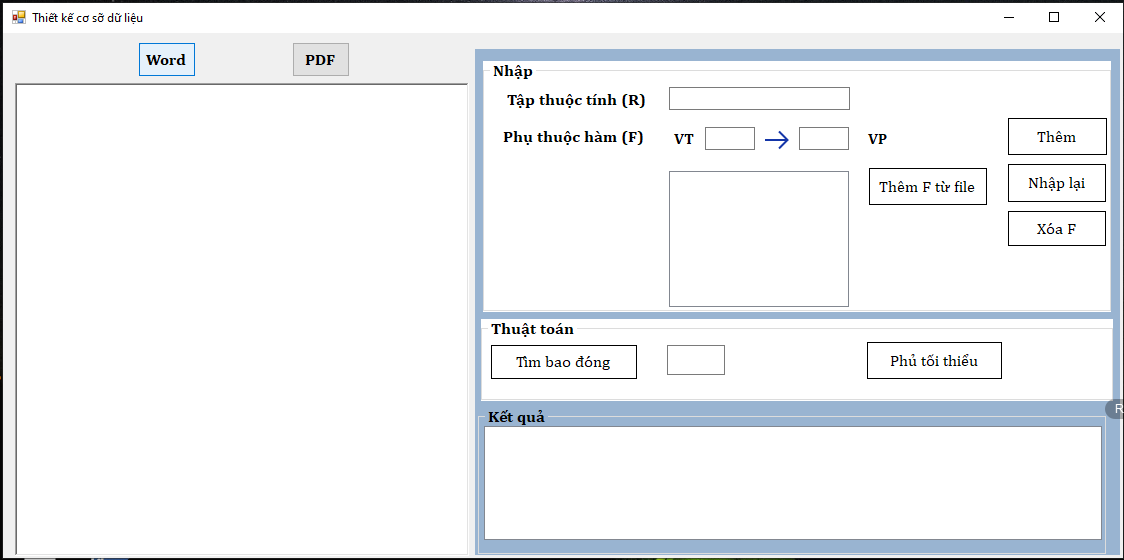 Thiết kế cơ sỡ dữ liệu
Word PDF
Nhập
Tập thuộc tính (R)
Phụ thuộc hàm (F) VT VP
Thêm
Thêm F từ file
Nhập lại
Xóa F
Thuật toán
Tìm bao đóng
Phủ tối thiểu
Kết quả
R